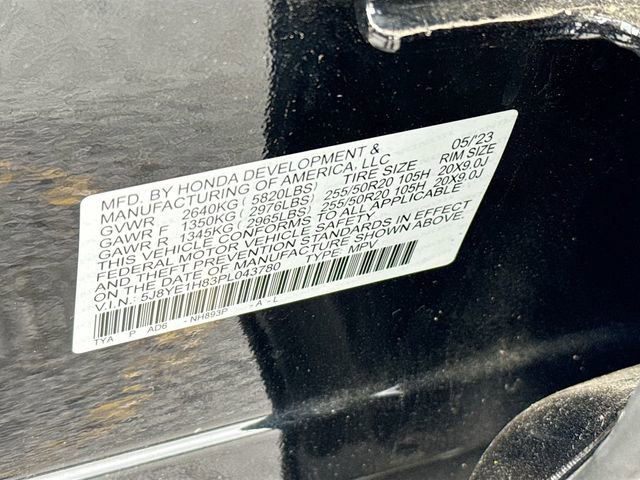 MFD. BY HONDA DEVELOPMENT & 05/'23
MANUFACTURING OF AMERICA, LLC
GVWR 2640KG ( 5820LBS) TIRE SIZE RIM SIZE
GAWR F 1350KG ( 2976LBS) 255/50R20 105H 20X9.0J
GAWR R 1345KG ( 2965LBS) 255/50R20 105H 20X9.0J
THIS VEHICLE CONFORMS TO ALL APPLICABLE
FEDERAL MOTOR VEHICLE SAFETY
AND THEFT PREVENTION STANDARDS IN EFFECT
ON THE DATE OF MANUFACTURE SHOWN ABOVE.
V.I.N.: 5J8YE1H83PL043780 TYPE: MPV
TYA P AD6 - NH893P - A - L